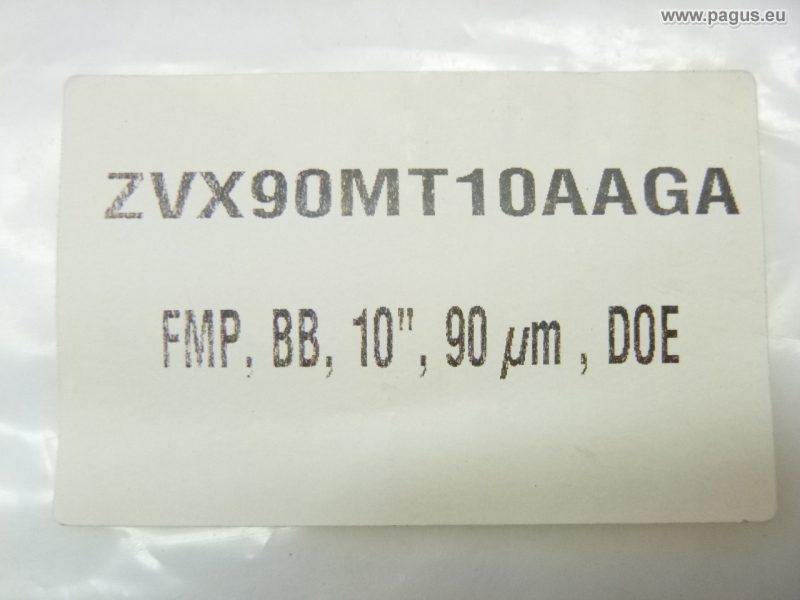 www.pagus.eu
ZVX90MT10AAGA
FMP, BB, 10", 90 µm , DOE